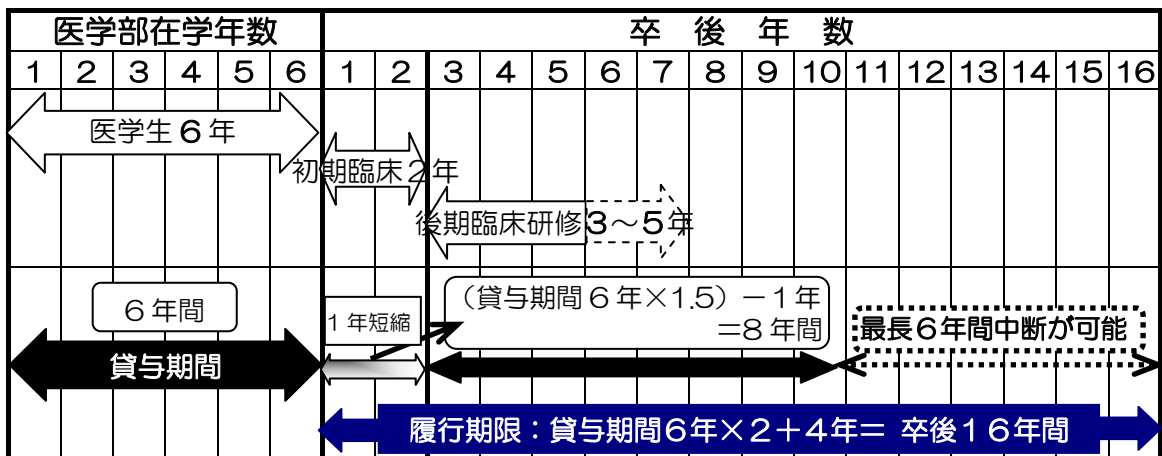 医学部在学年数 卒後年数
1 2 3 4 5 6 1 2 3 4 5 6 7 8 9 10 11 12 13 14 15 16
医学生6年
初期臨床2年
後期臨床研修3～5年
6年間
1年短縮
（貸与期間6年×1.5）－1年
＝8年間
最長6年間中断が可能
貸与期間
履行期限：貸与期間6年×2＋4年＝ 卒後16年間